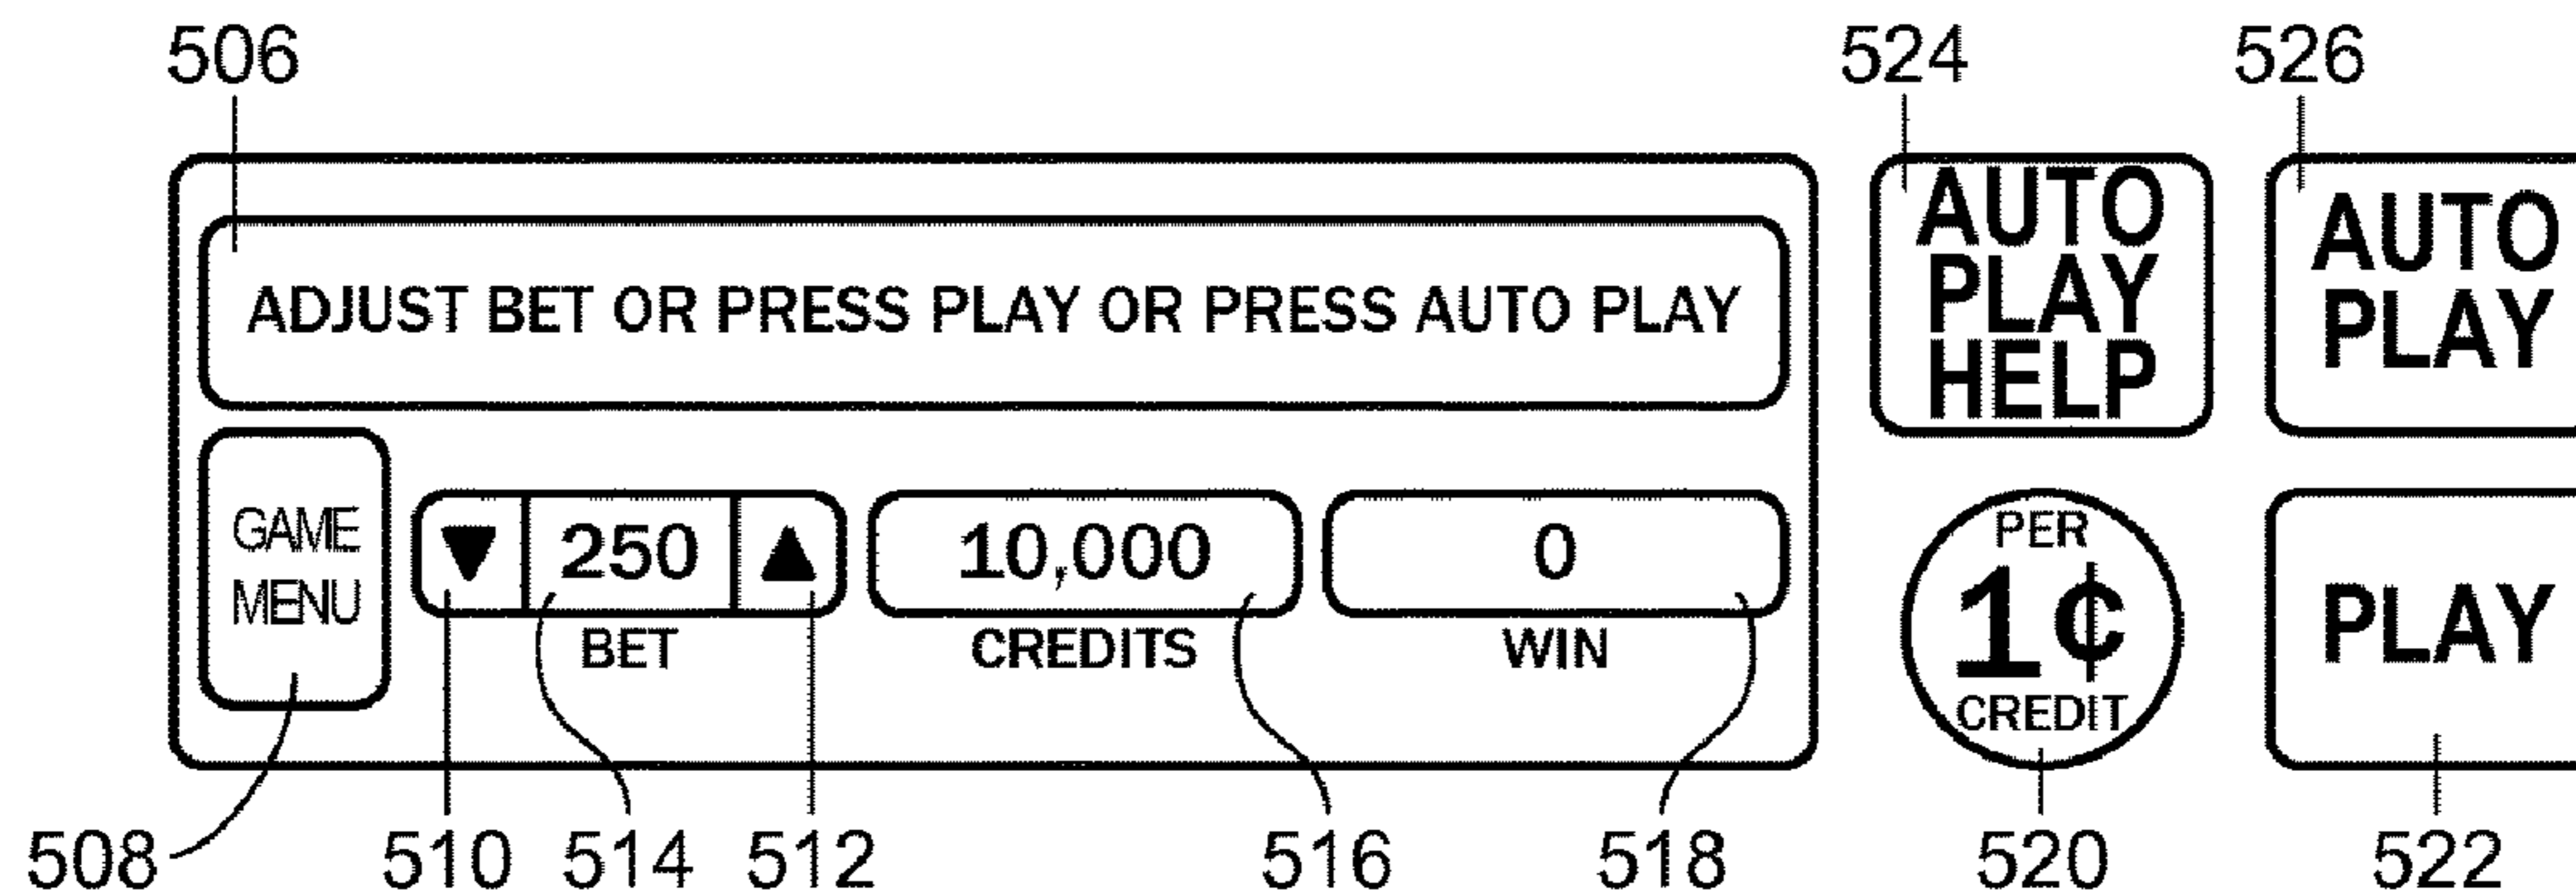 506
524
526
ADJUST BET OR PRESS PLAY OR PRESS AUTO PLAY
AUTO
PLAY
HELP
AUTO
PLAY
GAME
MENU
250
BET
10,000
CREDITS
0
WIN
PER
1¢
CREDIT
PLAY
508
510
514
512
516
518
520
522